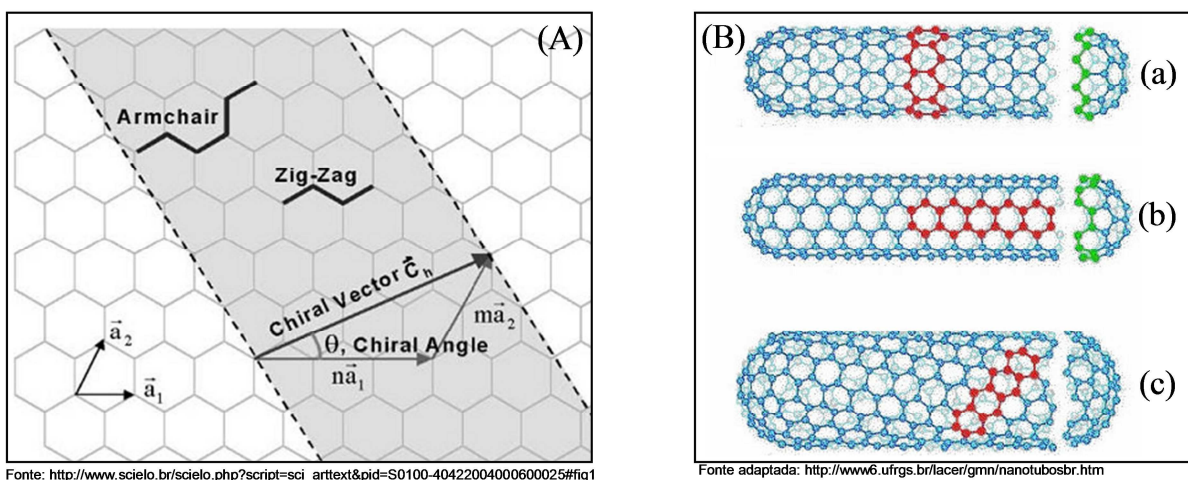 (A)
Armchair
Zig-Zag
Chiral Vector C⃗h
θ, Chiral Angle
ma⃗2
na⃗1
a⃗2
a⃗1
Fonte: http://www.scielo.br/scielo.php?script=sci_arttext&pid=S0100-40422004000600025#fig1
(B)
(a)
(b)
(c)
Fonte adaptada: http://www6.ufrgs.br/lacer/gmn/nanotubosbr.htm